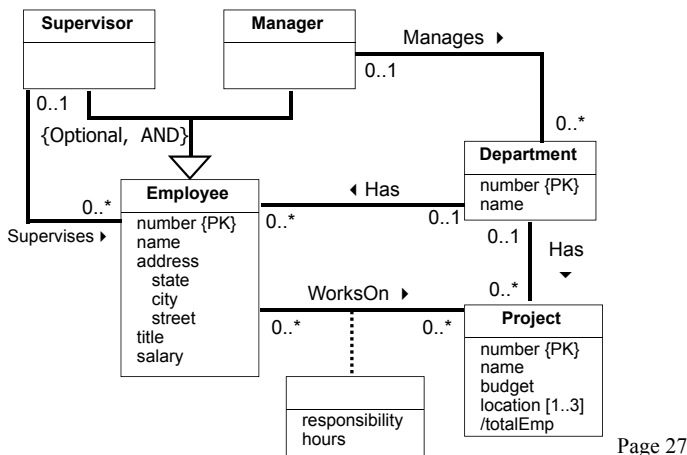 Supervisor
Manager
Manages ▸
0..1
0..1
{Optional, AND}
0..*
Department
number {PK}
name
Employee
◂ Has
0..*
0..*
0..1
Supervises ▸
number {PK}
name
address
state
city
street
title
salary
0..1
Has
▾
WorksOn ▸
0..*
0..*
0..*
Project
number {PK}
name
budget
location [1..3]
/totalEmp
responsibility
hours
Page 27